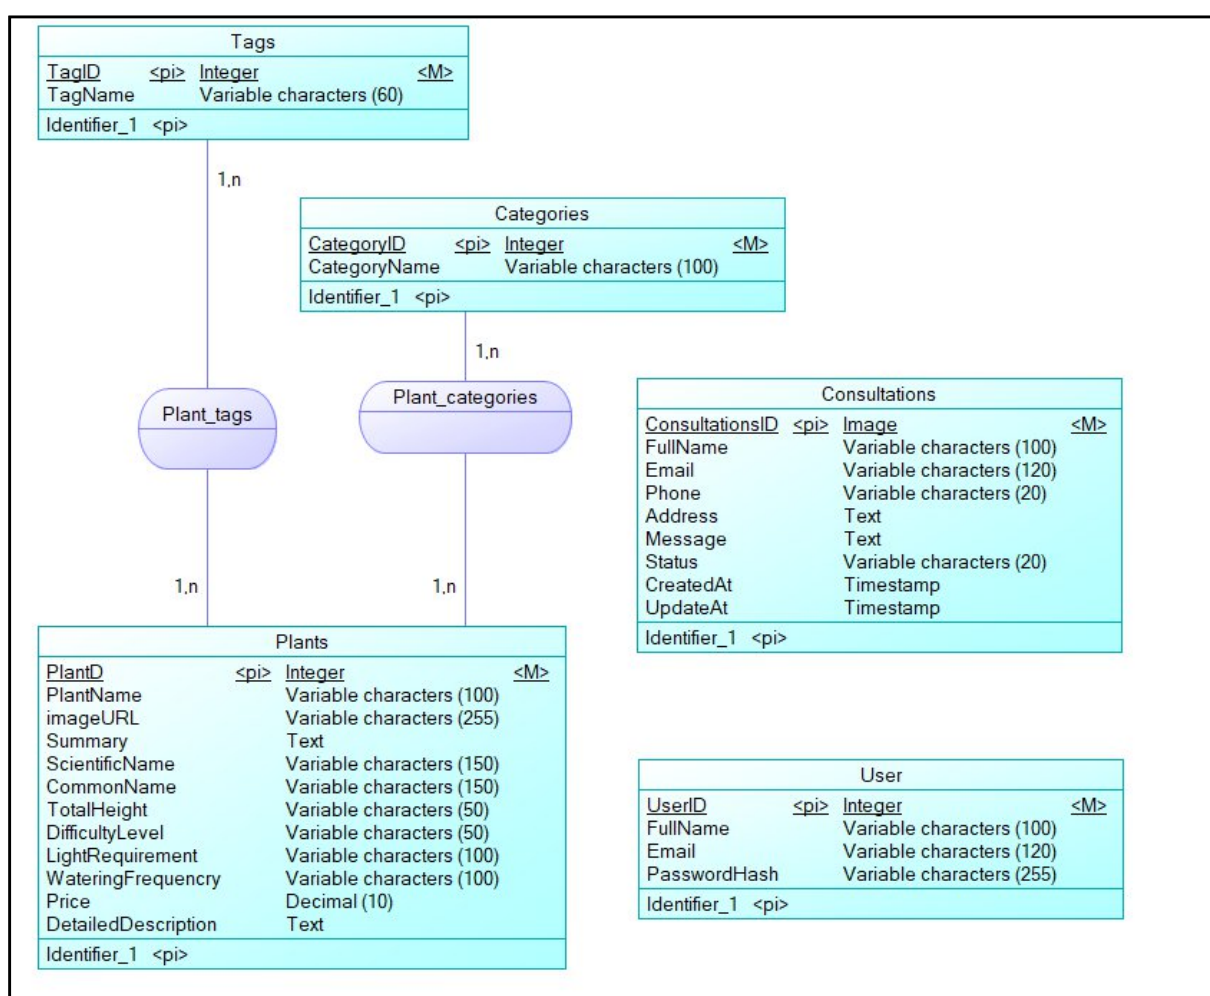 Tags
TagID <pi> Integer <M>
TagName Variable characters (60)
Identifier_1 <pi>
1,n
Categories
CategoryID <pi> Integer <M>
CategoryName Variable characters (100)
Identifier_1 <pi>
1,n
Plant_tags
Plant_categories
1,n
1,n
Plants
PlantD <pi> Integer <M>
PlantName Variable characters (100)
imageURL Variable characters (255)
Summary Text
ScientificName Variable characters (150)
CommonName Variable characters (150)
TotalHeight Variable characters (50)
DifficultyLevel Variable characters (50)
LightRequirement Variable characters (100)
WateringFrequencry Variable characters (100)
Price Decimal (10)
DetailedDescription Text
Identifier_1 <pi>
Consultations
ConsultationsID <pi> Image <M>
FullName Variable characters (100)
Email Variable characters (120)
Phone Variable characters (20)
Address Text
Message Text
Status Variable characters (20)
CreatedAt Timestamp
UpdateAt Timestamp
Identifier_1 <pi>
User
UserID <pi> Integer <M>
FullName Variable characters (100)
Email Variable characters (120)
PasswordHash Variable characters (255)
Identifier_1 <pi>